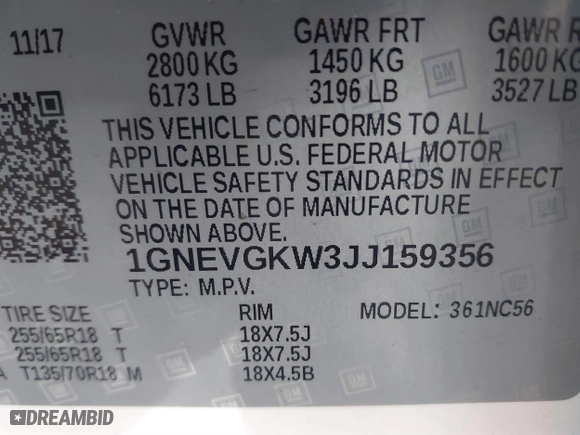 11/17 GVWR GAWR FRT GAWR R
2800 KG 1450 KG 1600 KG
6173 LB 3196 LB 3527 LB
GM
GM
GM
THIS VEHICLE CONFORMS TO ALL
APPLICABLE U.S. FEDERAL MOTOR
VEHICLE SAFETY STANDARDS IN EFFECT
ON THE DATE OF MANUFACTURE
SHOWN ABOVE.
1GNEVGKW3JJ159356
TYPE: M.P.V.
TIRE SIZE RIM MODEL: 361NC56
255/65R18 T 18X7.5J
255/65R18 T 18X7.5J
A T135/70R18 M 18X4.5B
DREAMBID